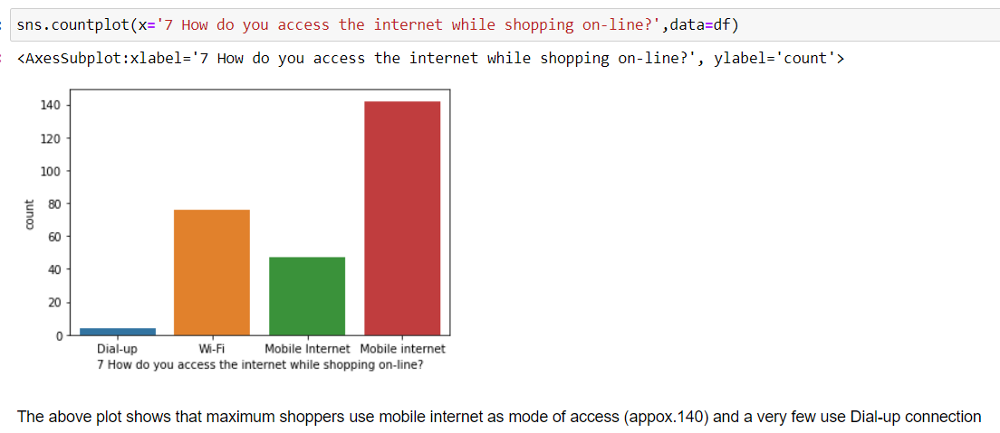 sns.countplot(x='7 How do you access the internet while shopping on-line?',data=df)
<AxesSubplot:xlabel='7 How do you access the internet while shopping on-line?', ylabel='count'>
140
120
100
80
60
40
20
0
count
Dial-up Wi-Fi Mobile Internet Mobile internet
7 How do you access the internet while shopping on-line?
The above plot shows that maximum shoppers use mobile internet as mode of access (appox.140) and a very few use Dial-up connection